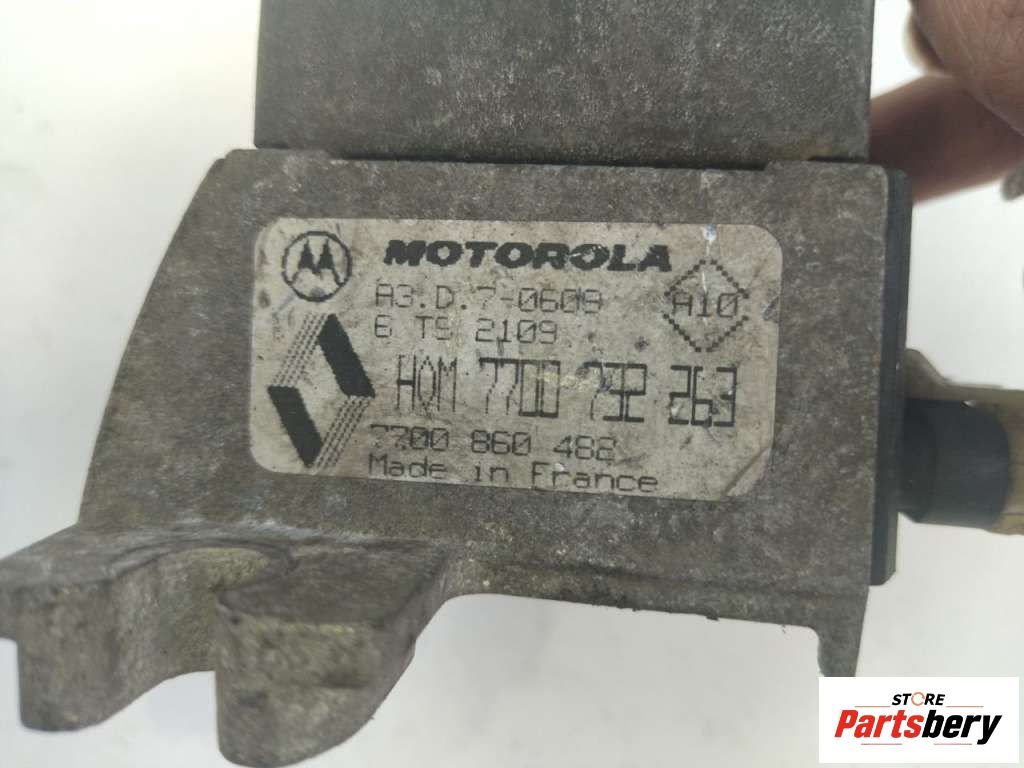 MOTOROLA
A3.D.7-0609
A10
6 TS 2109
HOM 7700 732 263
7700 860 482
Made in France
STORE
Partsbery